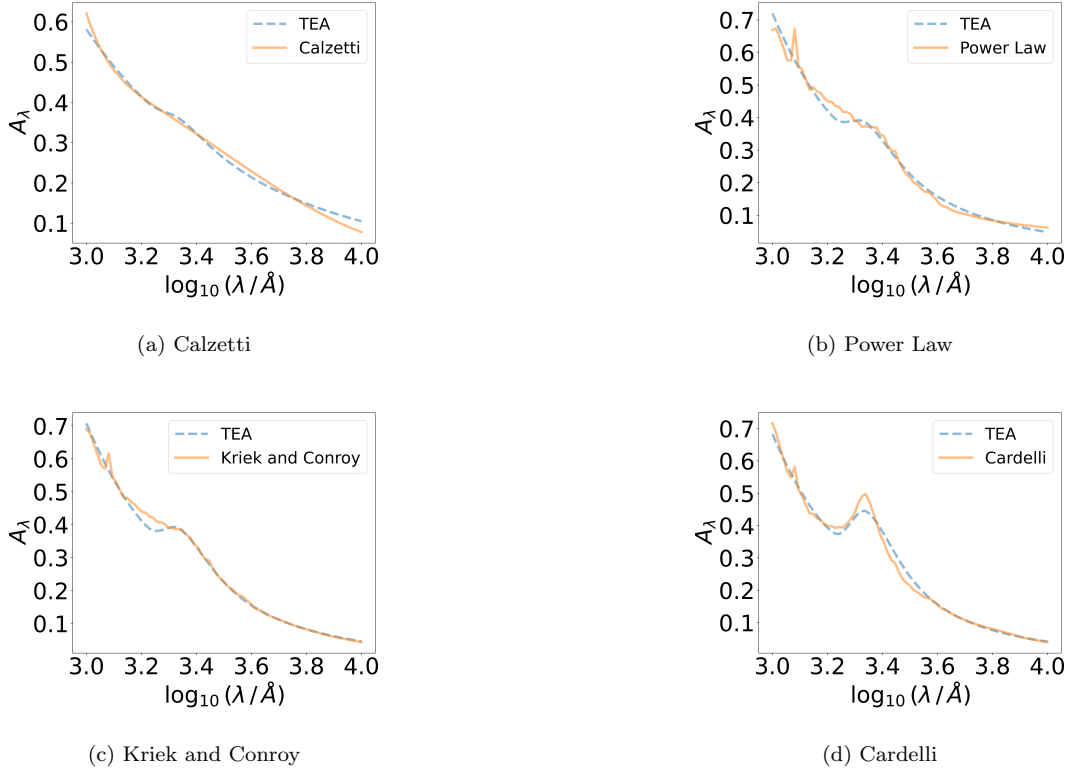 0.6
0.5
0.4
0.3
0.2
0.1
A_λ
TEA
Calzetti
3.0 3.2 3.4 3.6 3.8 4.0
log₁₀ (λ / Å)
(a) Calzetti
0.7
0.6
0.5
0.4
0.3
0.2
0.1
A_λ
TEA
Power Law
3.0 3.2 3.4 3.6 3.8 4.0
log₁₀ (λ / Å)
(b) Power Law
0.7
0.6
0.5
0.4
0.3
0.2
0.1
A_λ
TEA
Kriek and Conroy
3.0 3.2 3.4 3.6 3.8 4.0
log₁₀ (λ / Å)
(c) Kriek and Conroy
0.7
0.6
0.5
0.4
0.3
0.2
0.1
A_λ
TEA
Cardelli
3.0 3.2 3.4 3.6 3.8 4.0
log₁₀ (λ / Å)
(d) Cardelli